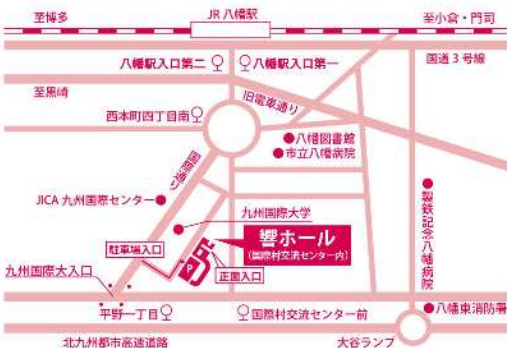 JR 八幡駅
至博多
至小倉・門司
八幡駅入口第二
八幡駅入口第一
国道3号線
至黒崎
旧電車通り
西本町四丁目南
八幡図書館
市立八幡病院
国際通り
JICA 九州国際センター
九州国際大学
製鉄記念八幡病院
響ホール
(国際村交流センター内)
駐車場入口
P
正面入口
九州国際大入口
平野一丁目
国際村交流センター前
八幡東消防署
北九州都市高速道路
大谷ランプ